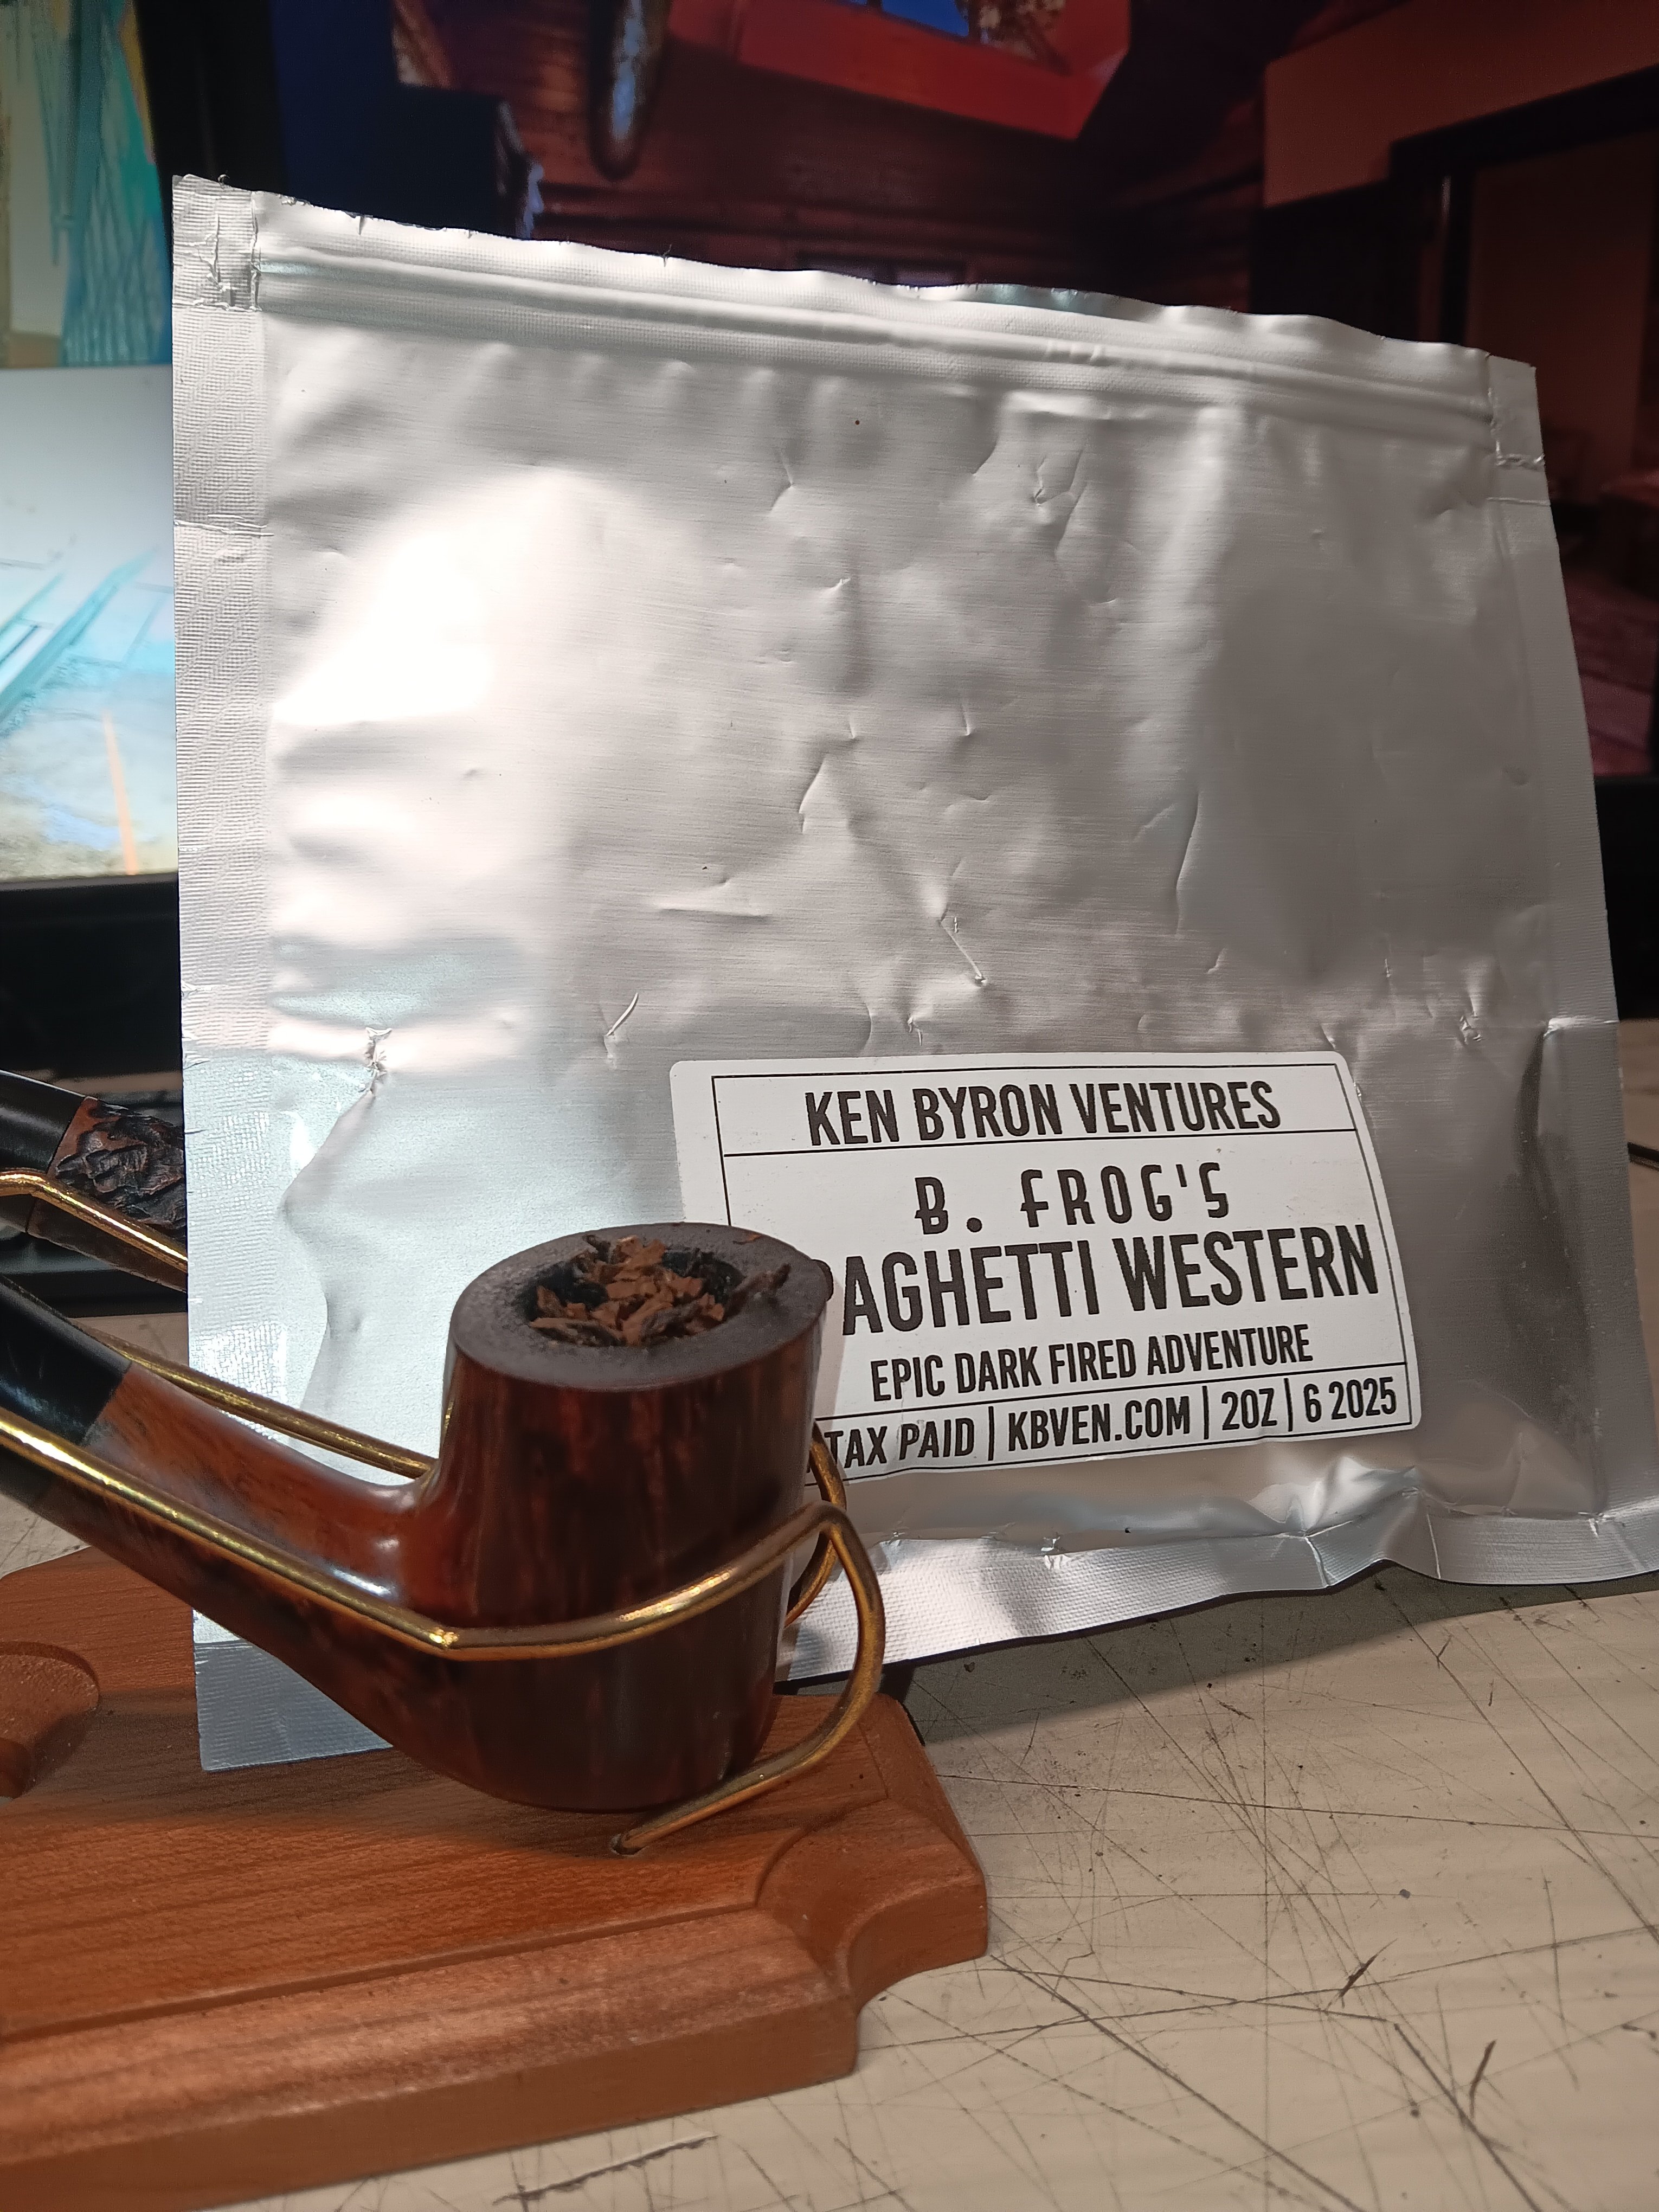 KEN BYRON VENTURES
B. FROG'S
PAGHETTI WESTERN
EPIC DARK FIRED ADVENTURE
TAX PAID | KBVEN.COM | 2OZ | 6 2025